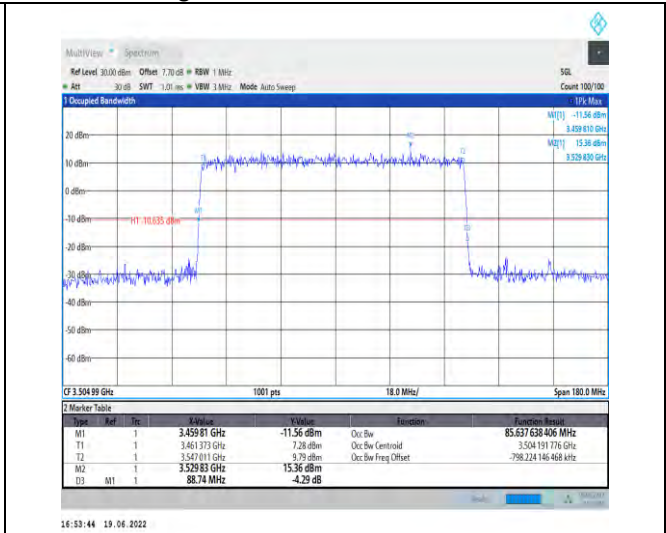 MultiView Spectrum
Ref Level 30.00 dBm Offset 7.70 dB RBW 1 MHz SGL
Att 30 dB SWT 1.01 ms VBW 3 MHz Mode Auto Sweep Count 100/100
1 Occupied Bandwidth 1Pk Max
M1[1] -11.56 dBm
3.459 810 GHz
M2[1] 15.36 dBm
3.529 830 GHz
20 dBm
M2
T1 T2
10 dBm
0 dBm
M1
-10 dBm H1 -10.635 dBm
D3
-20 dBm
-30 dBm
-40 dBm
-50 dBm
-60 dBm
CF 3.504 99 GHz 1001 pts 18.0 MHz/ Span 180.0 MHz
2 Marker Table
Type Ref Trc X-Value Y-Value Function Function Result
M1 1 3.459 81 GHz -11.56 dBm Occ Bw 85.637 638 406 MHz
T1 1 3.461 373 GHz 7.28 dBm Occ Bw Centroid 3.504 191 776 GHz
T2 1 3.547 011 GHz 9.79 dBm Occ Bw Freq Offset -798.224 146 468 kHz
M2 1 3.529 83 GHz 15.36 dBm
D3 M1 1 88.74 MHz -4.29 dB
16:53:44 19.06.2022